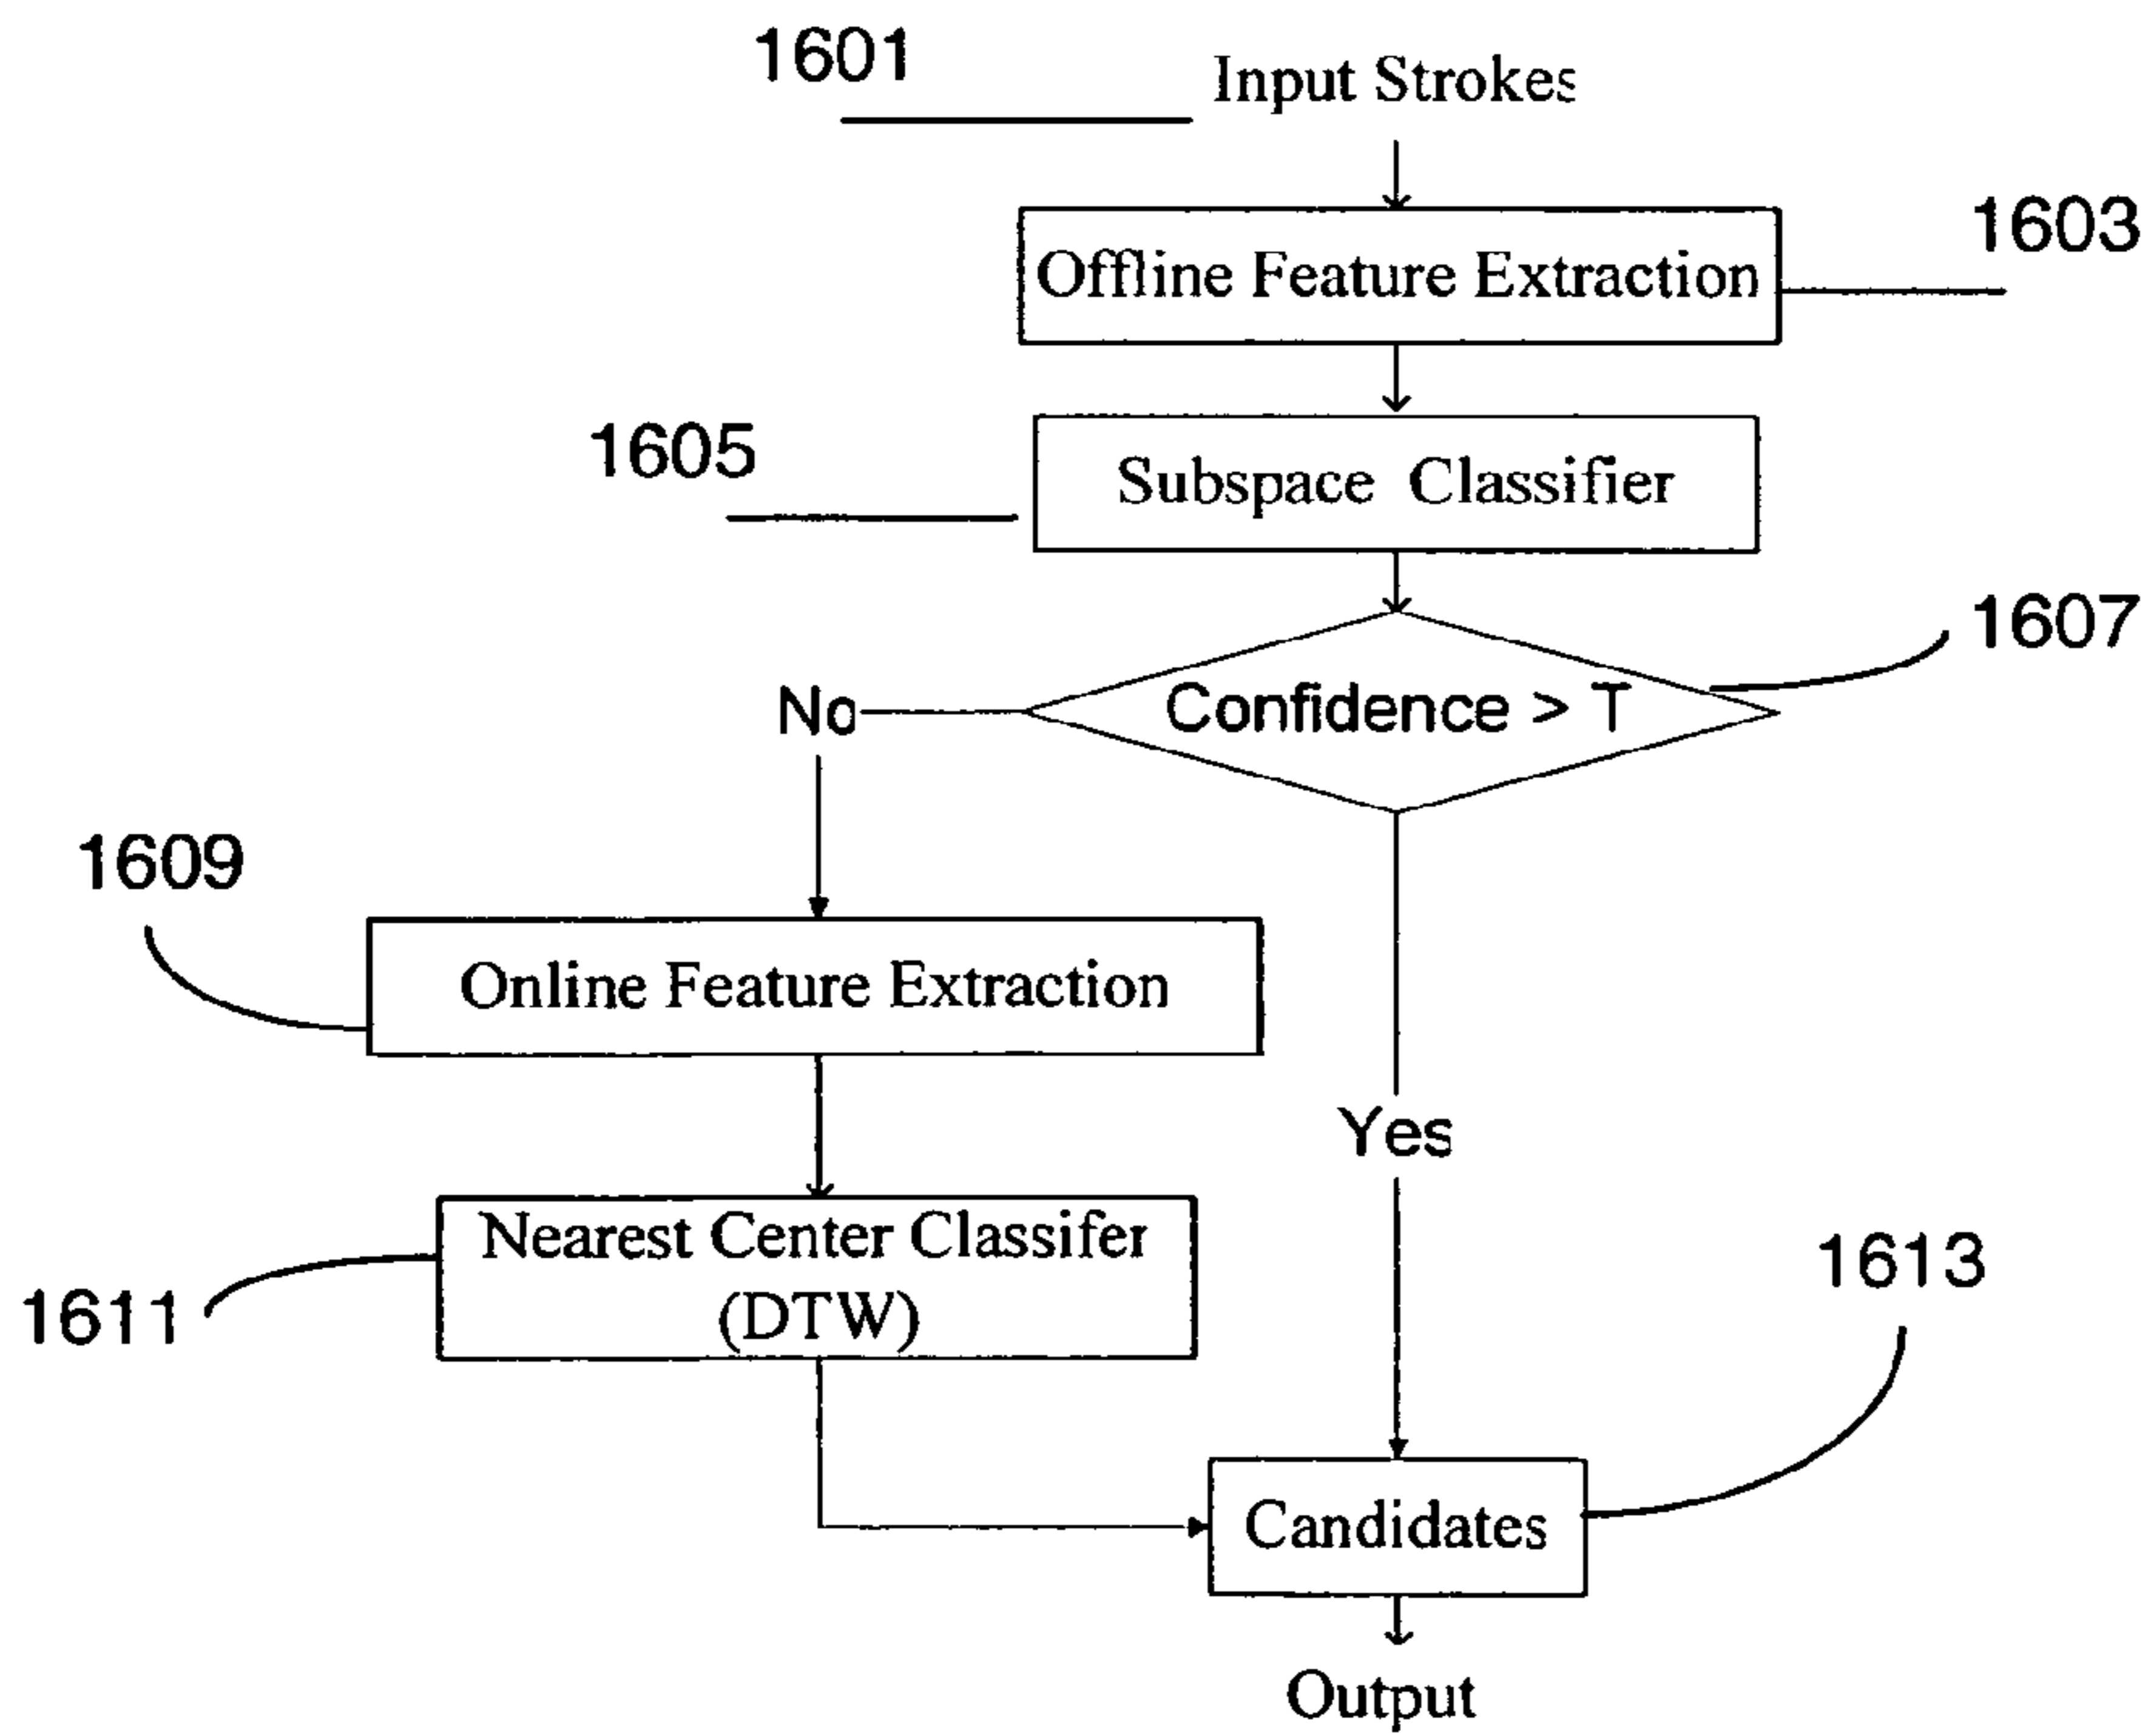 1601
Input Strokes
1603
Offline Feature Extraction
1605
Subspace Classifier
1607
Confidence > T
No
1609
Online Feature Extraction
Yes
Nearest Center Classifer
(DTW)
1611
1613
Candidates
Output